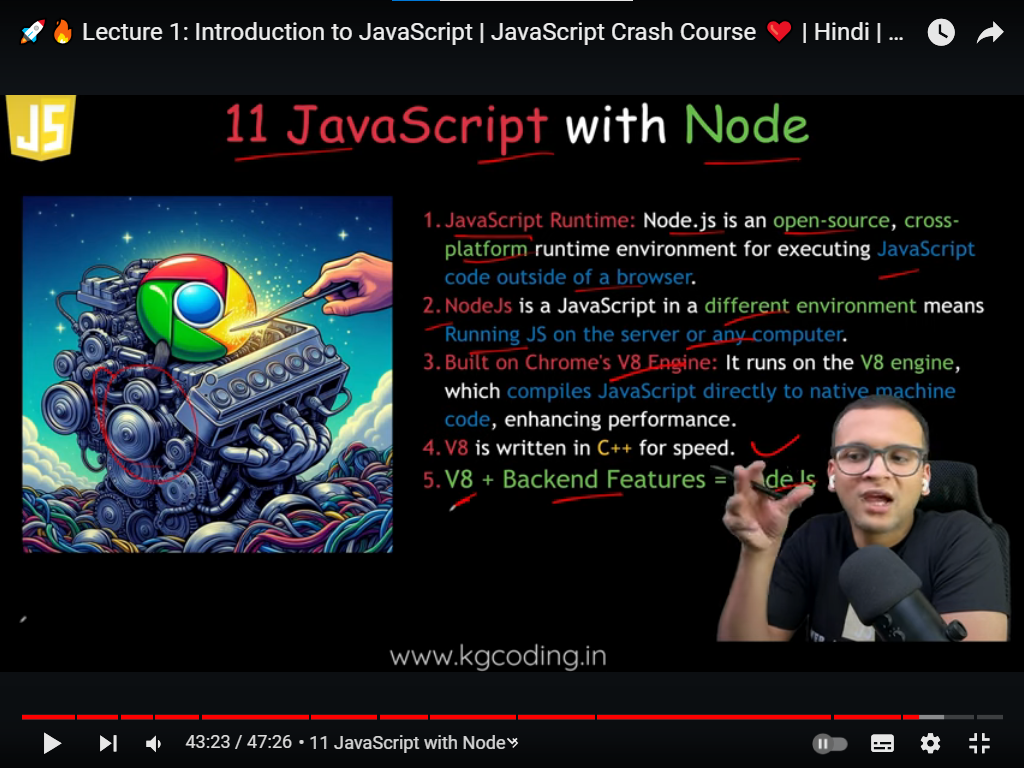 🚀🔥 Lecture 1: Introduction to JavaScript | JavaScript Crash Course ❤️ | Hindi | ...
JS
11 JavaScript with Node
1. JavaScript Runtime: Node.js is an open-source, cross-
platform runtime environment for executing JavaScript
code outside of a browser.
2. NodeJs is a JavaScript in a different environment means
Running JS on the server or any computer.
3. Built on Chrome's V8 Engine: It runs on the V8 engine,
which compiles JavaScript directly to native machine
code, enhancing performance.
4. V8 is written in C++ for speed.
5. V8 + Backend Features =
www.kgcoding.in
43:23 / 47:26 • 11 JavaScript with Node